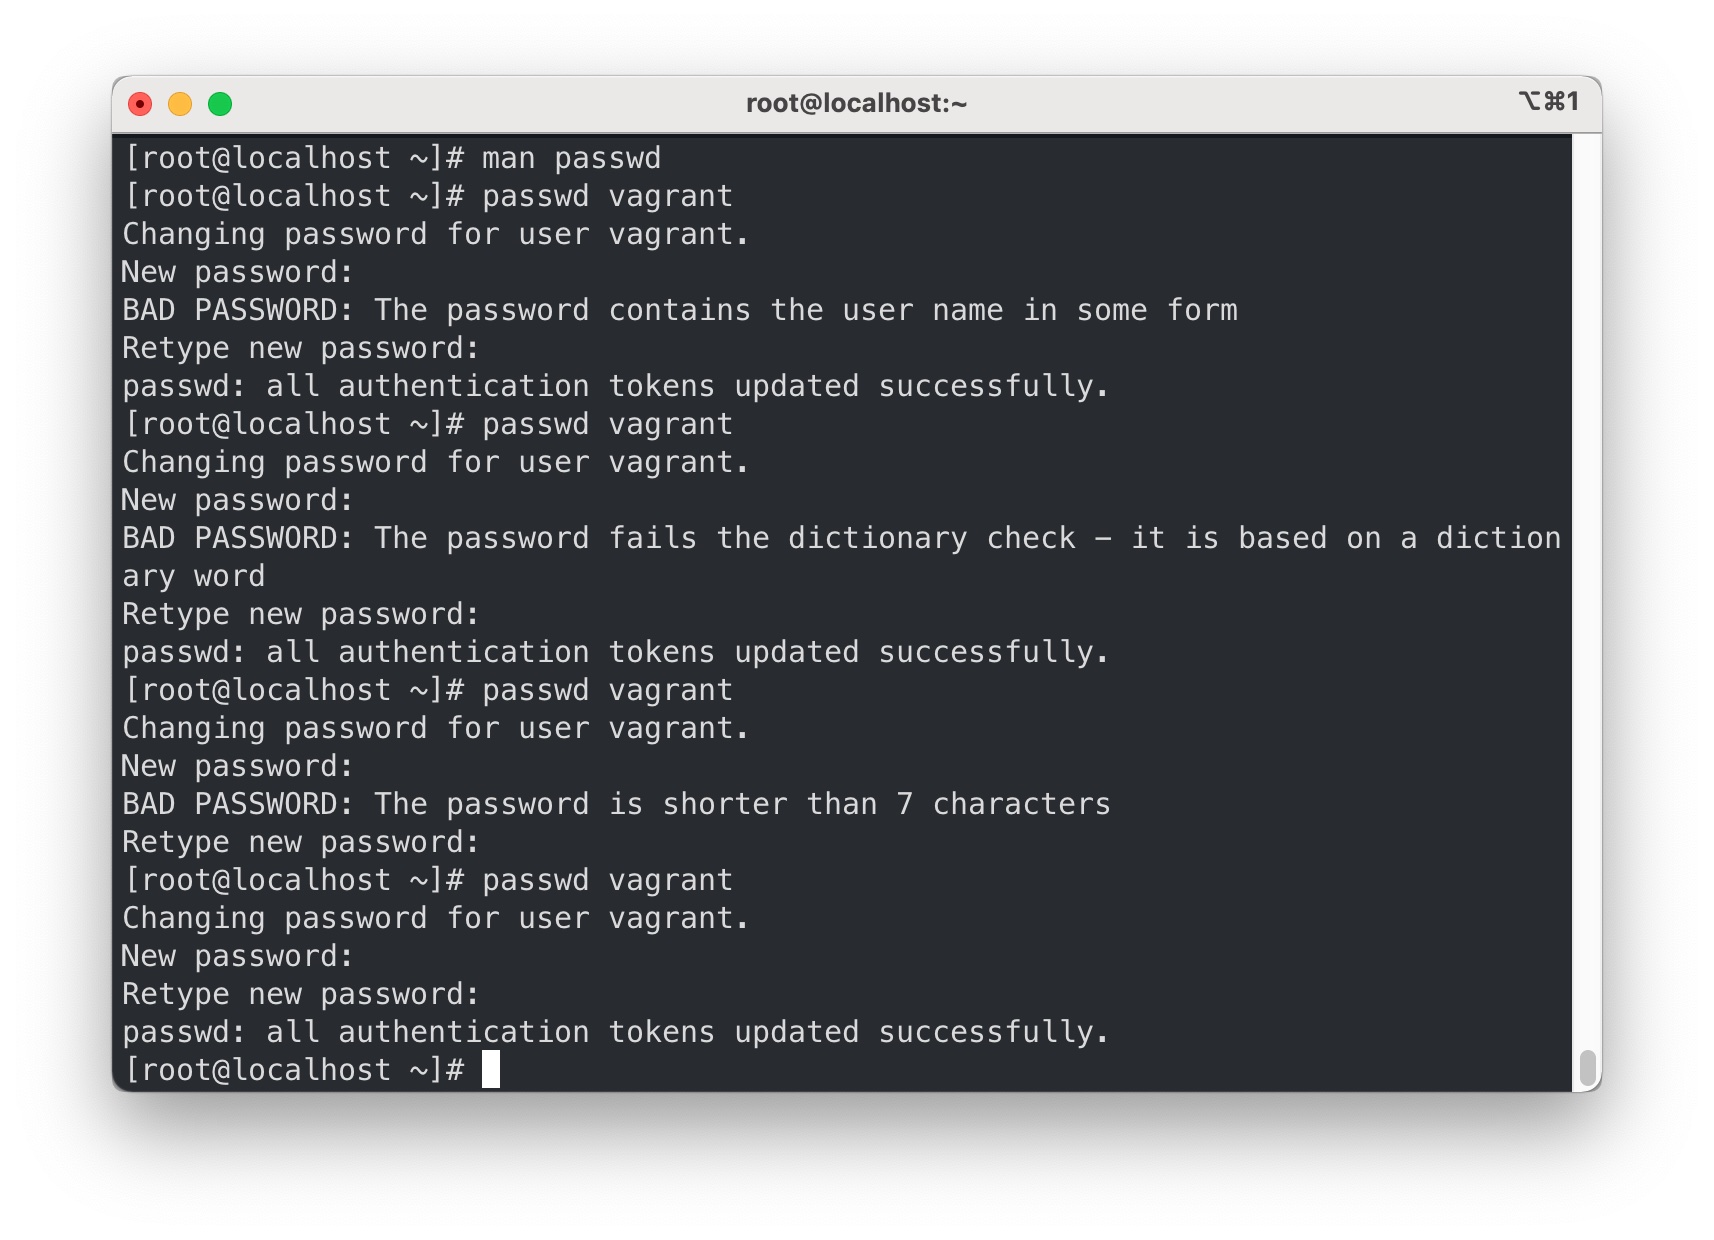 root@localhost:~
⌥⌘1
[root@localhost ~]# man passwd
[root@localhost ~]# passwd vagrant
Changing password for user vagrant.
New password:
BAD PASSWORD: The password contains the user name in some form
Retype new password:
passwd: all authentication tokens updated successfully.
[root@localhost ~]# passwd vagrant
Changing password for user vagrant.
New password:
BAD PASSWORD: The password fails the dictionary check - it is based on a diction
ary word
Retype new password:
passwd: all authentication tokens updated successfully.
[root@localhost ~]# passwd vagrant
Changing password for user vagrant.
New password:
BAD PASSWORD: The password is shorter than 7 characters
Retype new password:
[root@localhost ~]# passwd vagrant
Changing password for user vagrant.
New password:
Retype new password:
passwd: all authentication tokens updated successfully.
[root@localhost ~]#